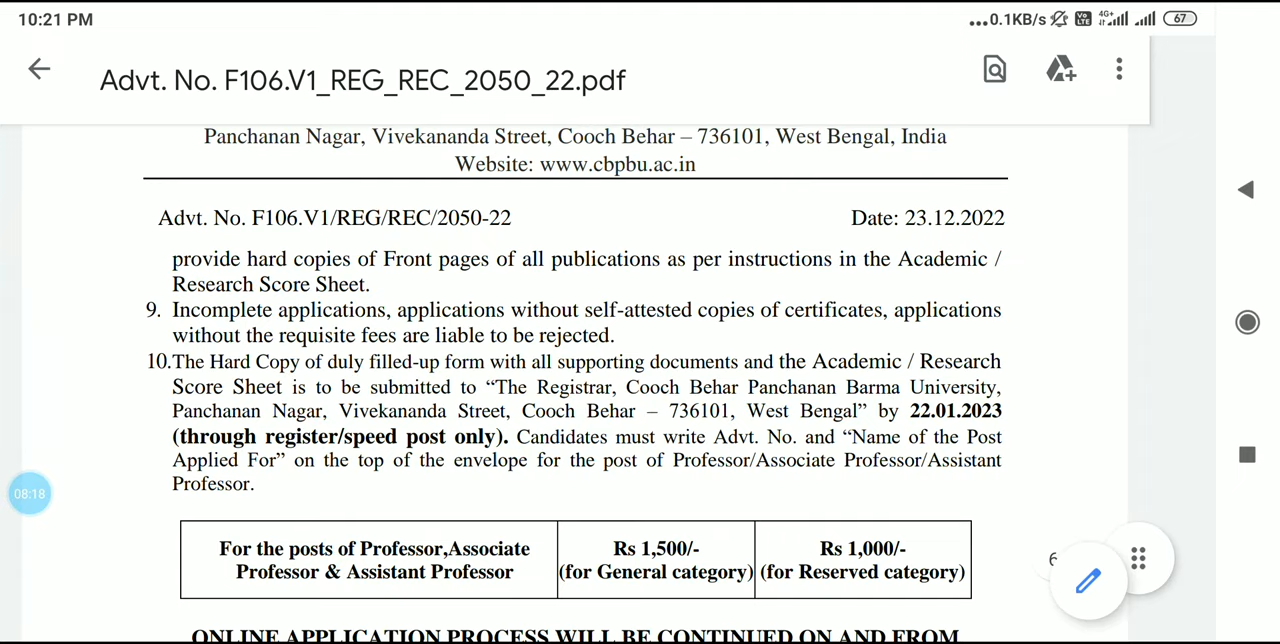 10:21 PM
...0.1KB/s Vo LTE 4G+ 67
Advt. No. F106.V1_REG_REC_2050_22.pdf
Panchanan Nagar, Vivekananda Street, Cooch Behar – 736101, West Bengal, India
Website: www.cbpbu.ac.in
Advt. No. F106.V1/REG/REC/2050-22 Date: 23.12.2022
provide hard copies of Front pages of all publications as per instructions in the Academic /
Research Score Sheet.
9. Incomplete applications, applications without self-attested copies of certificates, applications
without the requisite fees are liable to be rejected.
10.The Hard Copy of duly filled-up form with all supporting documents and the Academic / Research
Score Sheet is to be submitted to “The Registrar, Cooch Behar Panchanan Barma University,
Panchanan Nagar, Vivekananda Street, Cooch Behar – 736101, West Bengal” by 22.01.2023
(through register/speed post only). Candidates must write Advt. No. and “Name of the Post
Applied For” on the top of the envelope for the post of Professor/Associate Professor/Assistant
Professor.
08:18
For the posts of Professor,Associate
Professor & Assistant Professor
Rs 1,500/-
(for General category)
Rs 1,000/-
(for Reserved category)
6
ONLINE APPLICATION PROCESS WILL BE CONTINUED ON AND FROM